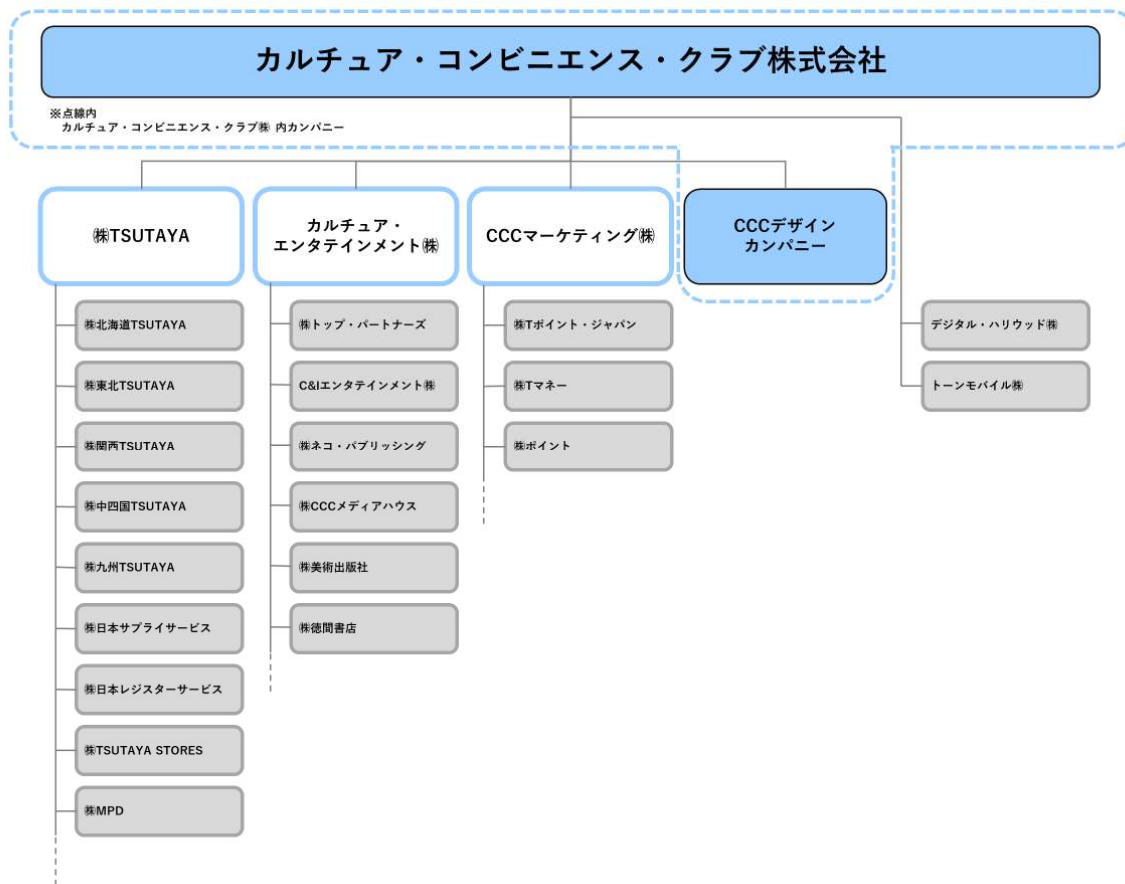 カルチュア・コンビニエンス・クラブ株式会社
※点線内
カルチュア・コンビニエンス・クラブ㈱ 内カンパニー
㈱TSUTAYA
カルチュア・
エンタテインメント㈱
CCCマーケティング㈱
CCCデザイン
カンパニー
㈱北海道TSUTAYA
㈱東北TSUTAYA
㈱関西TSUTAYA
㈱中四国TSUTAYA
㈱九州TSUTAYA
㈱日本サプライサービス
㈱日本レジスターサービス
㈱TSUTAYA STORES
㈱MPD
㈱トップ・パートナーズ
C&Iエンタテインメント㈱
㈱ネコ・パブリッシング
㈱CCCメディアハウス
㈱美術出版社
㈱徳間書店
㈱Tポイント・ジャパン
㈱Tマネー
㈱ポイント
デジタル・ハリウッド㈱
トーンモバイル㈱